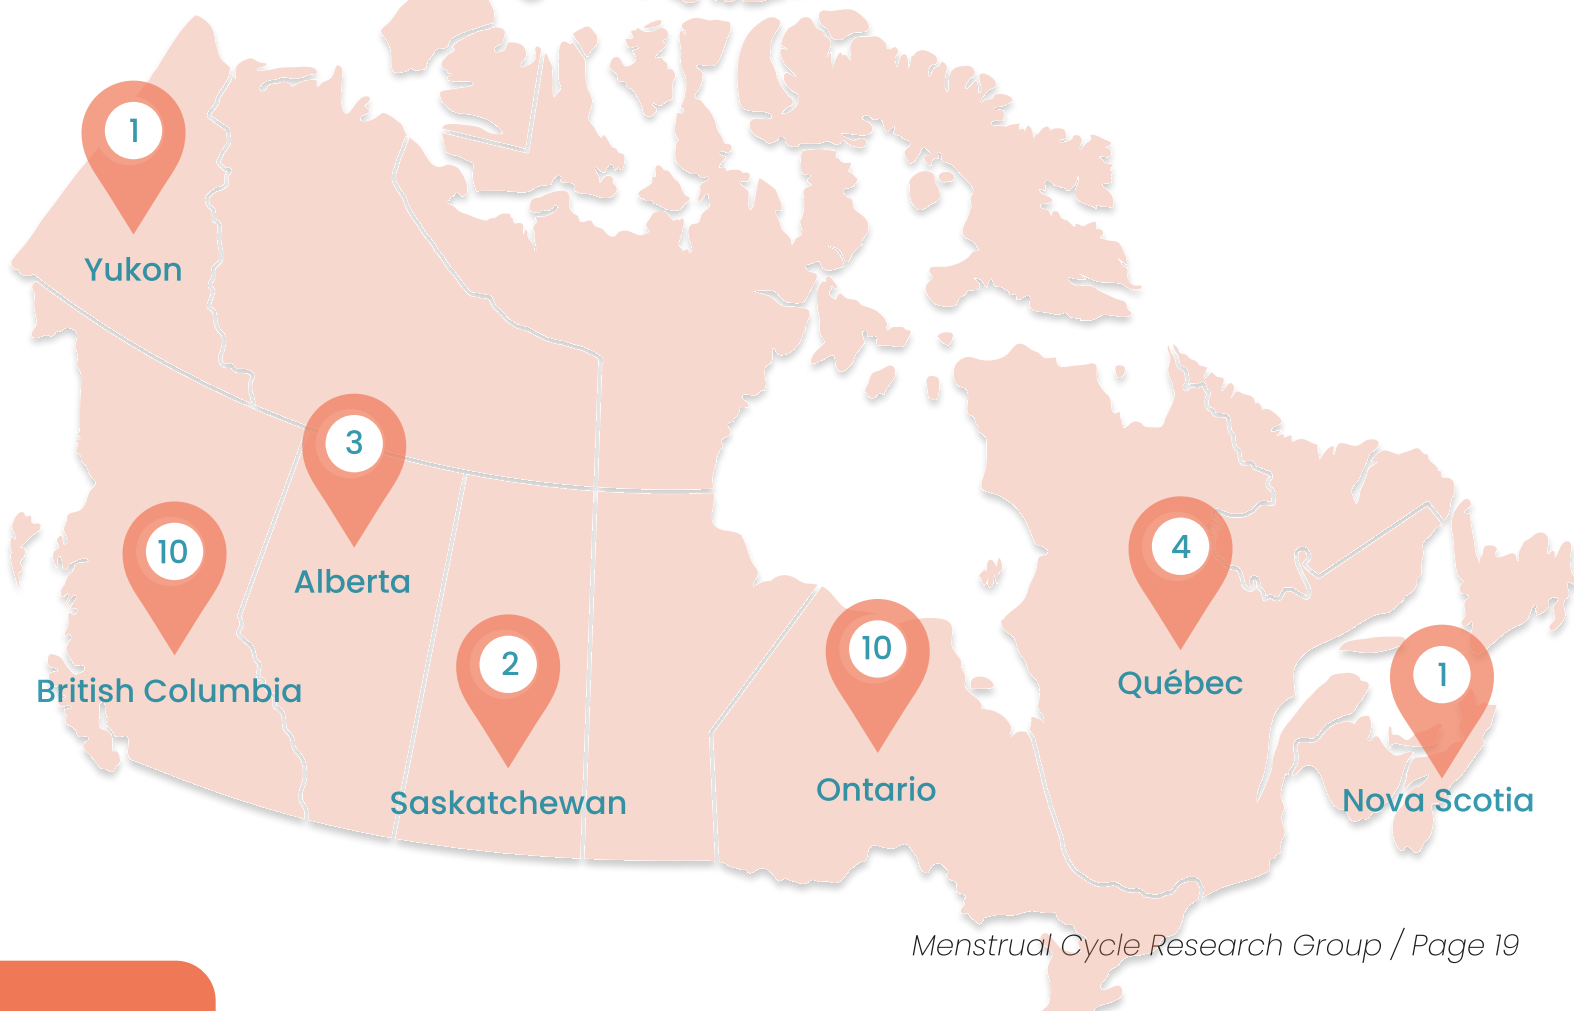 1
Yukon
3
Alberta
10
British Columbia
2
Saskatchewan
10
Ontario
4
Québec
1
Nova Scotia
Menstrual Cycle Research Group / Page 19